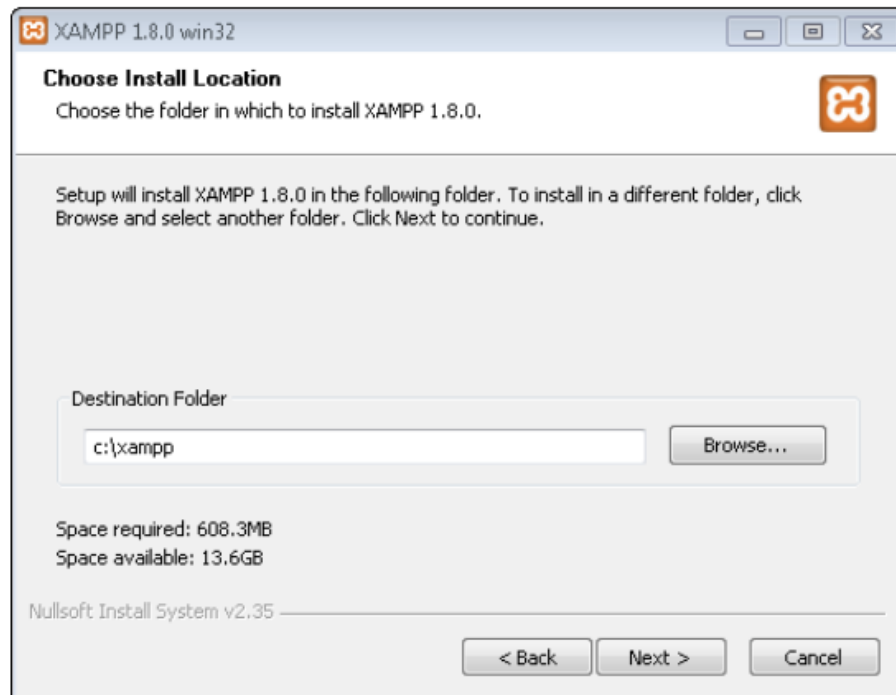 XAMPP 1.8.0 win32
Choose Install Location
Choose the folder in which to install XAMPP 1.8.0.
Setup will install XAMPP 1.8.0 in the following folder. To install in a different folder, click
Browse and select another folder. Click Next to continue.
Destination Folder
c:\xampp
Browse...
Space required: 608.3MB
Space available: 13.6GB
Nullsoft Install System v2.35
< Back
Next >
Cancel